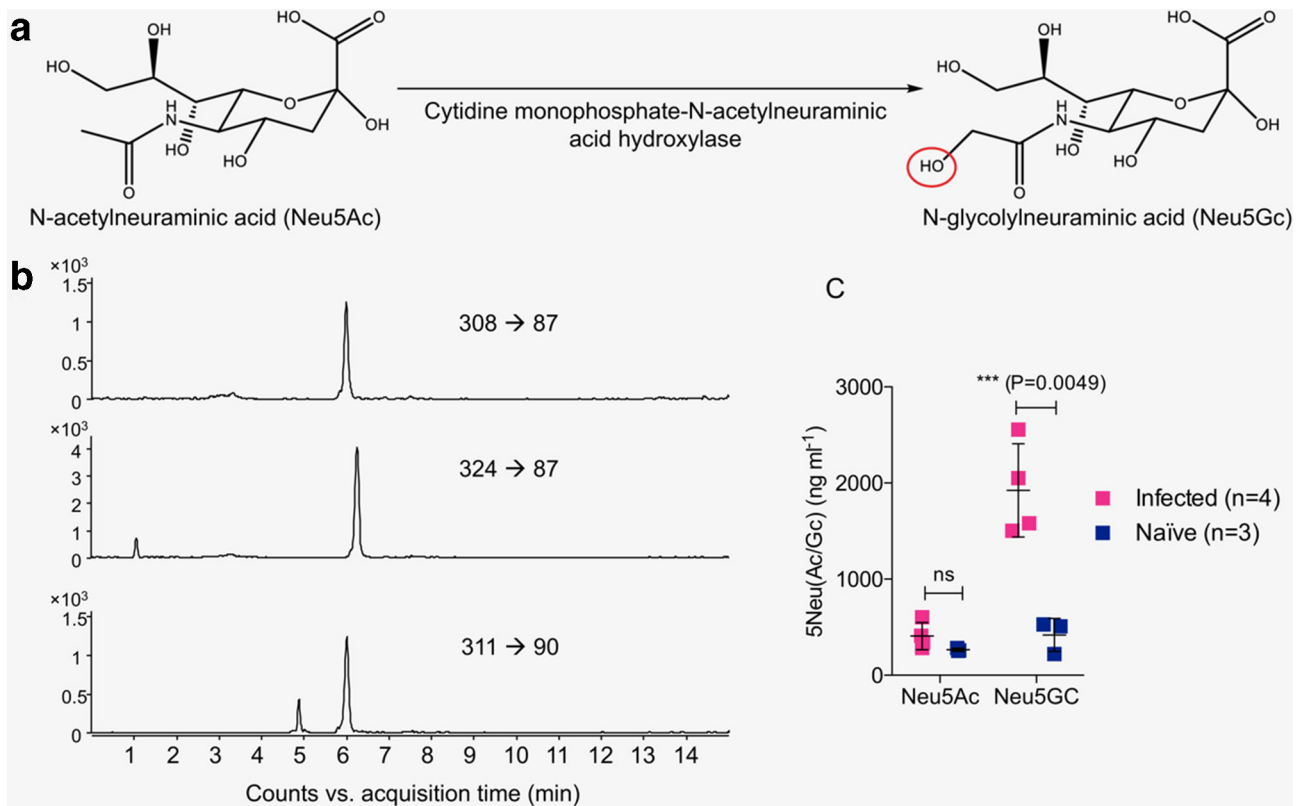 a
OH
HO
O
HO
O
OH
H
N
HO
HO
O
N-acetylneuraminic acid (Neu5Ac)
Cytidine monophosphate-N-acetylneuraminic
acid hydroxylase
OH
HO
O
HO
O
OH
H
N
HO
HO
HO
O
N-glycolylneuraminic acid (Neu5Gc)
b
×10³
1.5
1
0.5
0
308 → 87
×10³
4
3
2
1
0
324 → 87
×10³
1.5
1
0.5
0
311 → 90
1 2 3 4 5 6 7 8 9 10 11 12 13 14
Counts vs. acquisition time (min)
C
5Neu(Ac/Gc) (ng ml⁻¹)
3000
2000
1000
0
*** (P=0.0049)
ns
Neu5Ac Neu5GC
Infected (n=4)
Naïve (n=3)